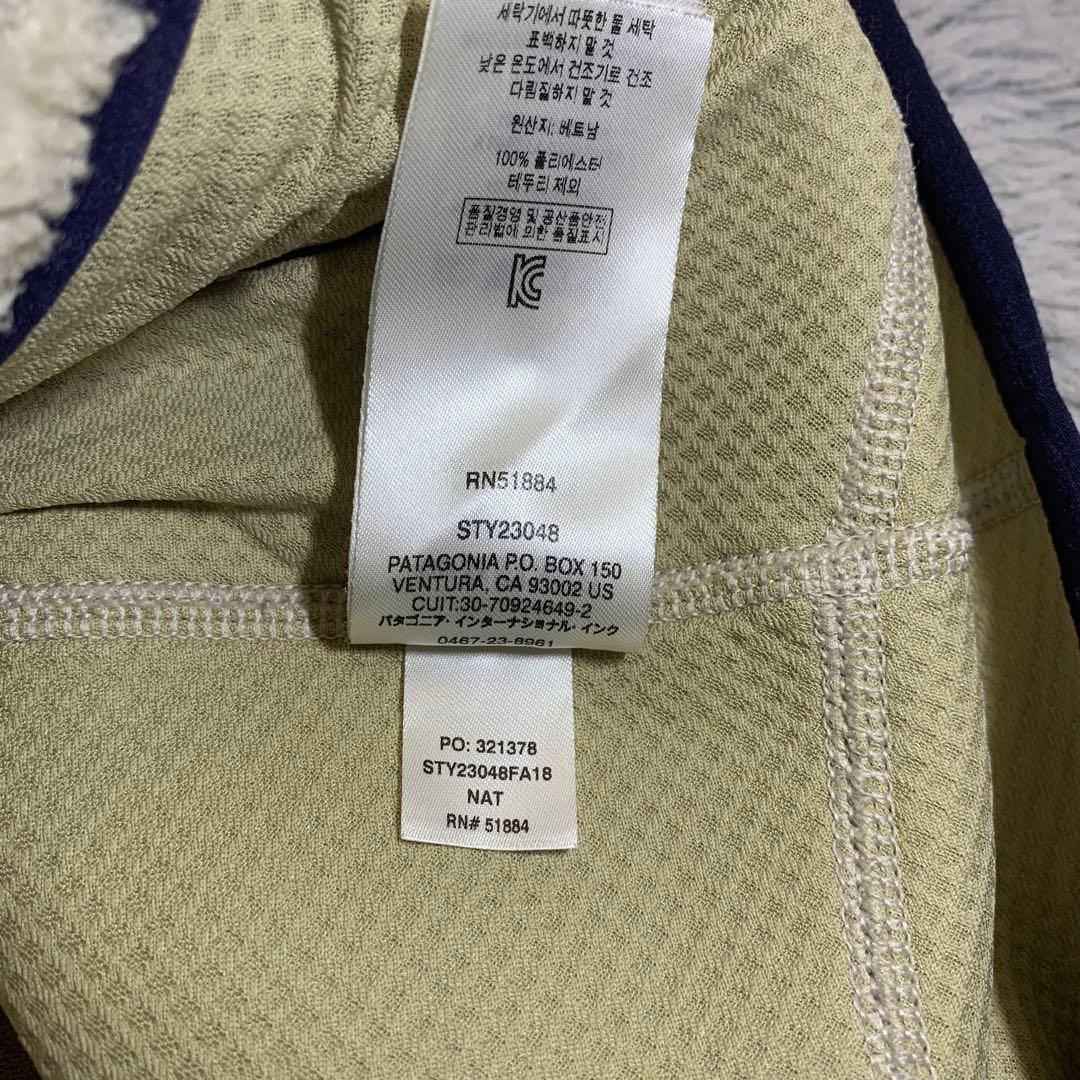 세탁기에서 따뜻한 물 세탁
표백하지 말 것
낮은 온도에서 건조기로 건조
다림질하지 말 것
원산지: 베트남
100% 폴리에스터
테두리 제외
품질경영 및 공산품안전
관리법에 의한 품질표시
KC
RN51884
STY23048
PATAGONIA P.O. BOX 150
VENTURA, CA 93002 US
CUIT:30-70924649-2
パタゴニア・インターナショナル・インク
0467-23-8961
PO: 321378
STY23048FA18
NAT
RN# 51884